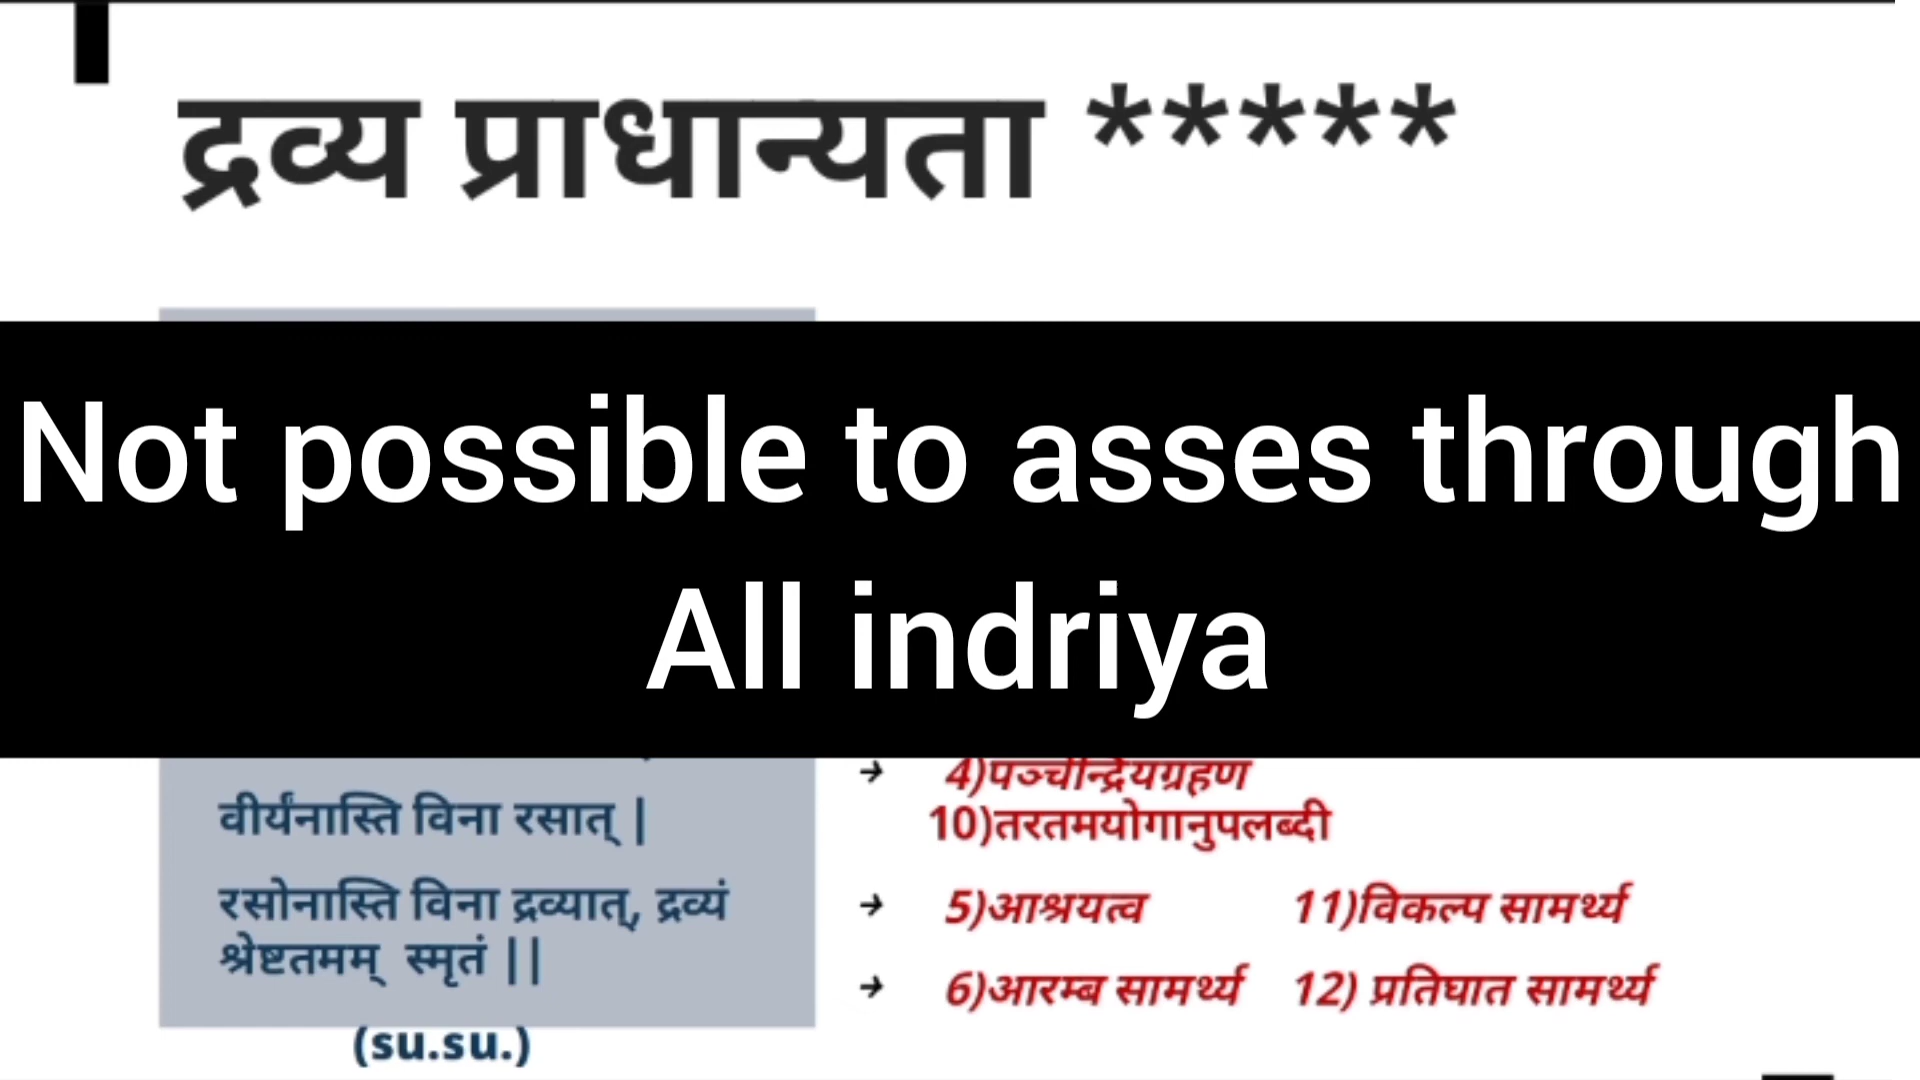 द्रव्य प्राधान्यता *****
Not possible to asses through
All indriya
वीर्यंनास्ति विना रसात् |
रसोनास्ति विना द्रव्यात्, द्रव्यं
श्रेष्टतमम् स्मृतं ||
(su.su.)
→ 4)पञ्चेन्द्रियग्रहण
10)तरतमयोगानुपलब्दी
→ 5)आश्रयत्व 11)विकल्प सामर्थ्य
→ 6)आरम्ब सामर्थ्य 12) प्रतिघात सामर्थ्य